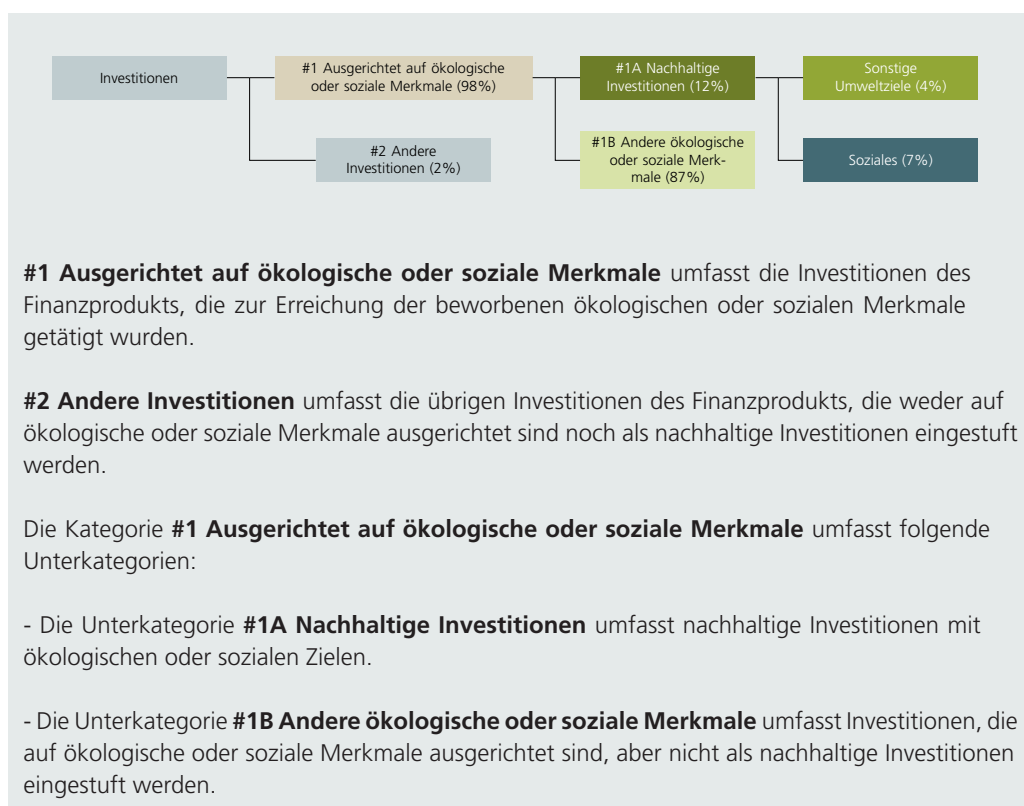 Investitionen
#1 Ausgerichtet auf ökologische
oder soziale Merkmale (98%)
#1A Nachhaltige
Investitionen (12%)
Sonstige
Umweltziele (4%)
#2 Andere
Investitionen (2%)
#1B Andere ökologische
oder soziale Merk-
male (87%)
Soziales (7%)
#1 Ausgerichtet auf ökologische oder soziale Merkmale umfasst die Investitionen des
Finanzprodukts, die zur Erreichung der beworbenen ökologischen oder sozialen Merkmale
getätigt wurden.
#2 Andere Investitionen umfasst die übrigen Investitionen des Finanzprodukts, die weder auf
ökologische oder soziale Merkmale ausgerichtet sind noch als nachhaltige Investitionen eingestuft
werden.
Die Kategorie #1 Ausgerichtet auf ökologische oder soziale Merkmale umfasst folgende
Unterkategorien:
- Die Unterkategorie #1A Nachhaltige Investitionen umfasst nachhaltige Investitionen mit
ökologischen oder sozialen Zielen.
- Die Unterkategorie #1B Andere ökologische oder soziale Merkmale umfasst Investitionen, die
auf ökologische oder soziale Merkmale ausgerichtet sind, aber nicht als nachhaltige Investitionen
eingestuft werden.